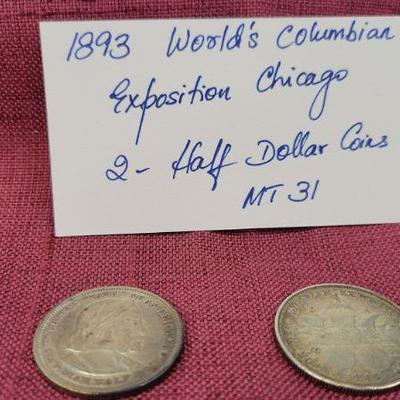 1893 World's Columbian
Exposition Chicago
2 - Half Dollar Coins
MT 31